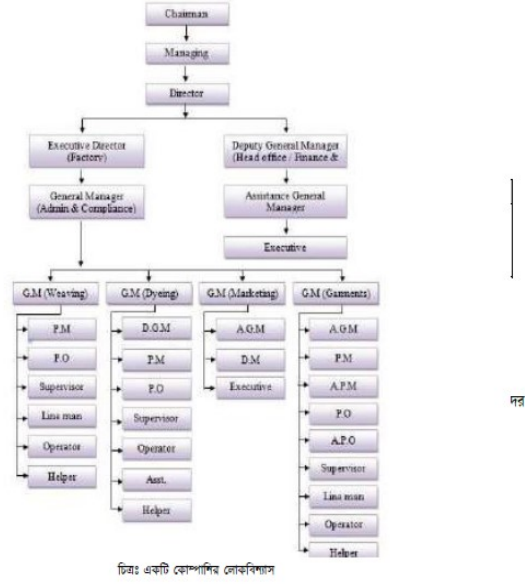 Chairman
Managing
Director
Executive Director
(Factory)
Deputy General Manager
(Head office / Finance &
General Manager
(Admin & Compliance)
Assistance General
Manager
Executive
G.M (Weaving)
P.M
P.O
Supervisor
Line man
Operator
Helper
G.M (Dyeing)
D.G.M
P.M
P.O
Supervisor
Operator
Asst.
Helper
G.M (Marketing)
A.G.M
D.M
Executive
G.M (Garments)
A.G.M
P.M
A.P.M
P.O
A.P.O
Supervisor
Line man
Operator
Helper
দর
চিত্রঃ একটি কোম্পানির লোকবিন্যাস